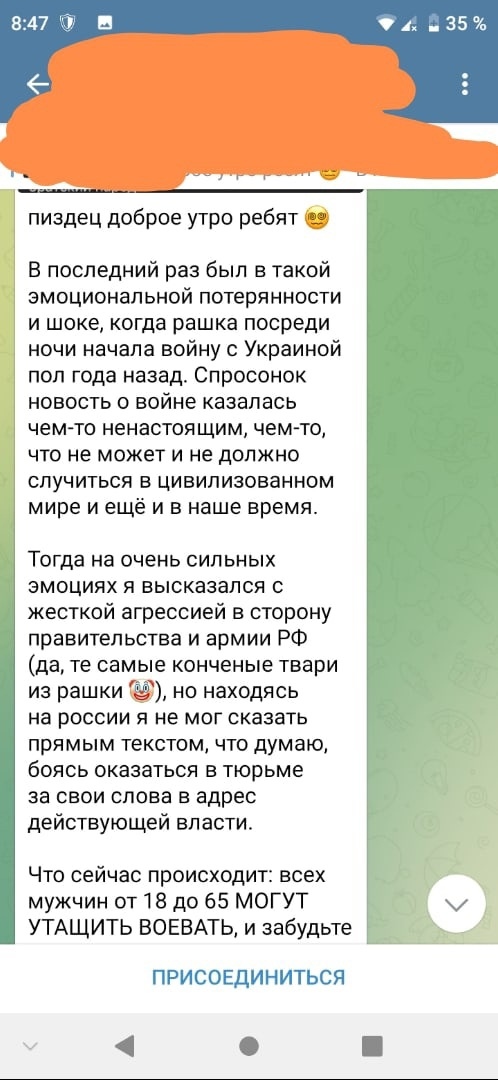 8:47
35 %
пиздец доброе утро ребят 😵‍💫
В последний раз был в такой
эмоциональной потерянности
и шоке, когда рашка посреди
ночи начала войну с Украиной
пол года назад. Спросонок
новость о войне казалась
чем-то ненастоящим, чем-то,
что не может и не должно
случиться в цивилизованном
мире и ещё и в наше время.
Тогда на очень сильных
эмоциях я высказался с
жесткой агрессией в сторону
правительства и армии РФ
(да, те самые конченые твари
из рашки 🤡), но находясь
на россии я не мог сказать
прямым текстом, что думаю,
боясь оказаться в тюрьме
за свои слова в адрес
действующей власти.
Что сейчас происходит: всех
мужчин от 18 до 65 МОГУТ
УТАЩИТЬ ВОЕВАТЬ, и забудьте
ПРИСОЕДИНИТЬСЯ